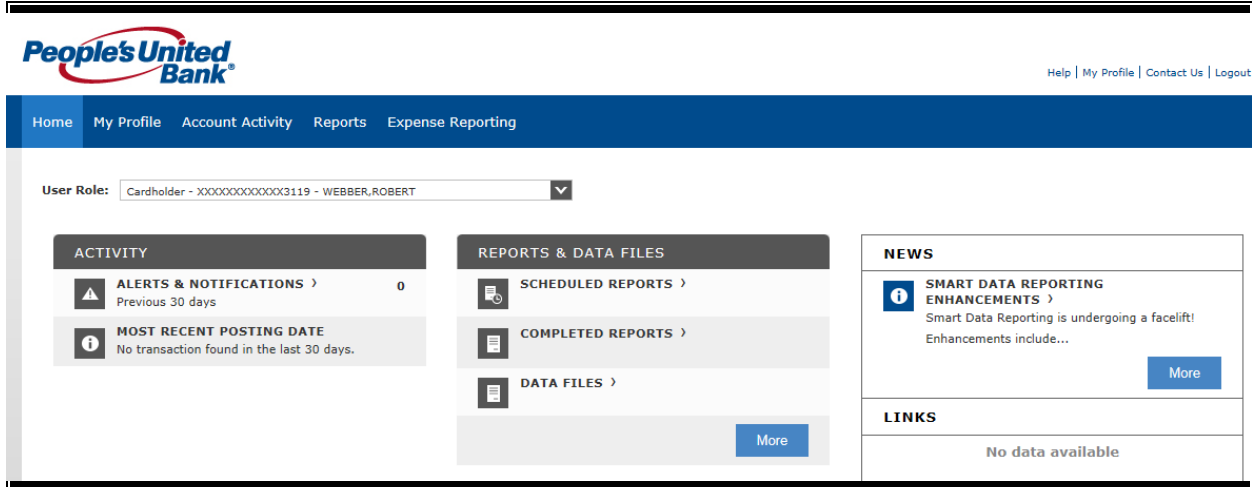 People's United
Bank®
Help | My Profile | Contact Us | Logout
Home My Profile Account Activity Reports Expense Reporting
User Role: Cardholder - XXXXXXXXXXXX3119 - WEBBER,ROBERT
ACTIVITY
ALERTS & NOTIFICATIONS > 0
Previous 30 days
MOST RECENT POSTING DATE
No transaction found in the last 30 days.
REPORTS & DATA FILES
SCHEDULED REPORTS >
COMPLETED REPORTS >
DATA FILES >
More
NEWS
SMART DATA REPORTING
ENHANCEMENTS >
Smart Data Reporting is undergoing a facelift!
Enhancements include...
More
LINKS
No data available